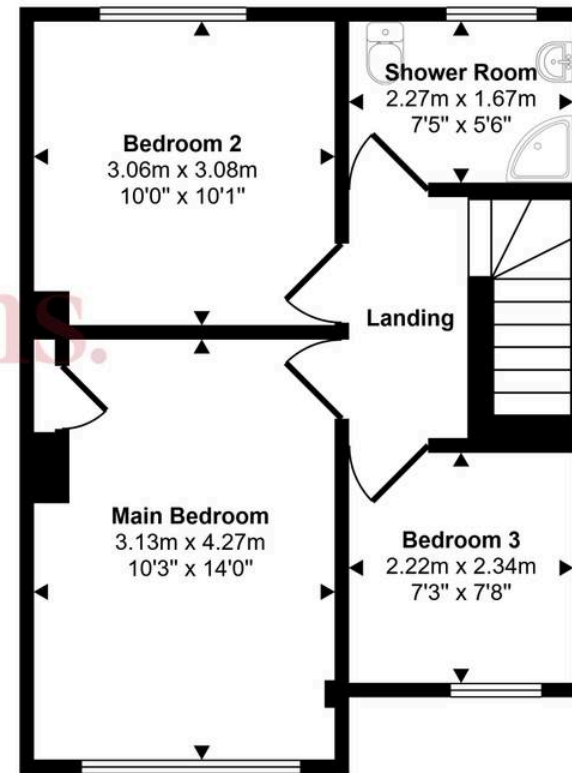 Shower Room
2.27m x 1.67m
7'5" x 5'6"
Bedroom 2
3.06m x 3.08m
10'0" x 10'1"
Landing
Main Bedroom
3.13m x 4.27m
10'3" x 14'0"
Bedroom 3
2.22m x 2.34m
7'3" x 7'8"